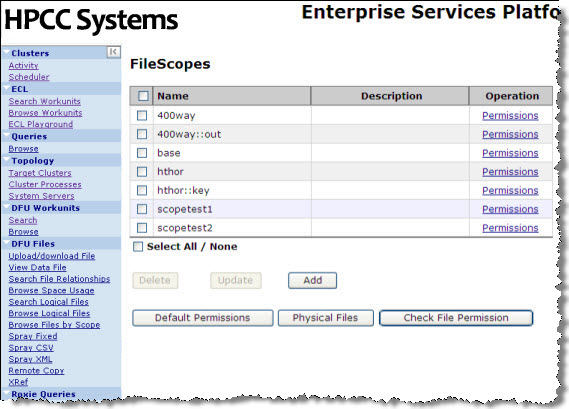 HPCC Systems
Enterprise Services Platfo
Clusters
Activity
Scheduler
ECL
Search Workunits
Browse Workunits
ECL Playground
Queries
Browse
Topology
Target Clusters
Cluster Processes
System Servers
DFU Workunits
Search
Browse
DFU Files
Upload/download File
View Data File
Search File Relationships
Browse Space Usage
Search Logical Files
Browse Logical Files
Browse Files by Scope
Spray Fixed
Spray CSV
Spray XML
Remote Copy
XRef
Roxie Queries
FileScopes
Name Description Operation
400way Permissions
400way::out Permissions
base Permissions
hthor Permissions
hthor::key Permissions
scopetest1 Permissions
scopetest2 Permissions
Select All / None
Delete Update Add
Default Permissions Physical Files Check File Permission